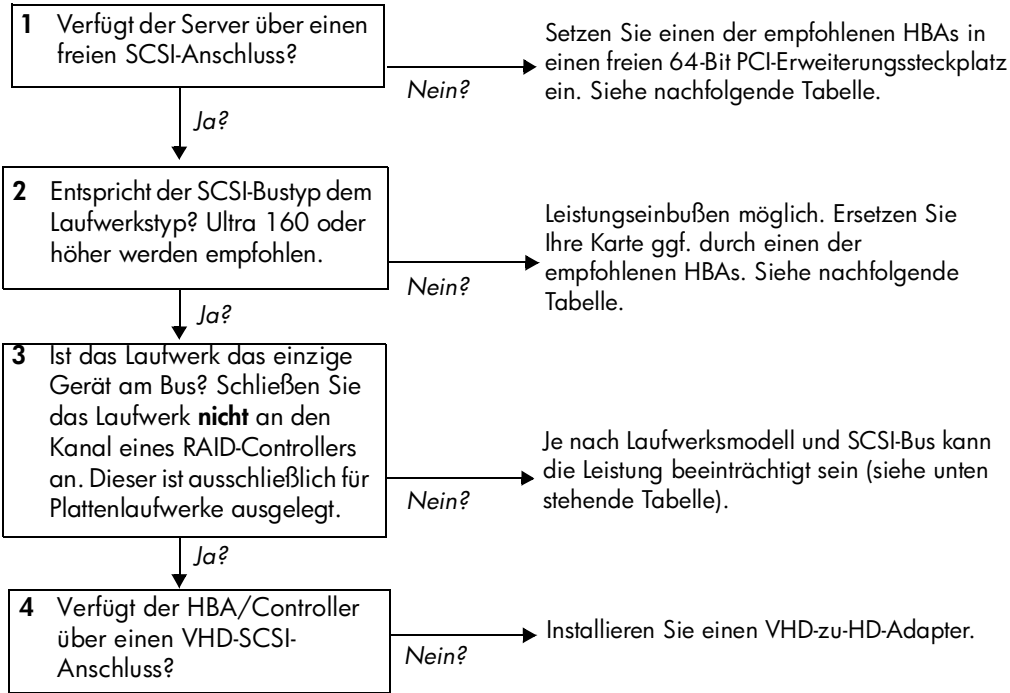 1 Verfügt der Server über einen
freien SCSI-Anschluss?
Nein?
Setzen Sie einen der empfohlenen HBAs in
einen freien 64-Bit PCI-Erweiterungssteckplatz
ein. Siehe nachfolgende Tabelle.
Ja?
2 Entspricht der SCSI-Bustyp dem
Laufwerkstyp? Ultra 160 oder
höher werden empfohlen.
Nein?
Leistungseinbußen möglich. Ersetzen Sie
Ihre Karte ggf. durch einen der
empfohlenen HBAs. Siehe nachfolgende
Tabelle.
Ja?
3 Ist das Laufwerk das einzige
Gerät am Bus? Schließen Sie
das Laufwerk nicht an den
Kanal eines RAID-Controllers
an. Dieser ist ausschließlich für
Plattenlaufwerke ausgelegt.
Nein?
Je nach Laufwerksmodell und SCSI-Bus kann
die Leistung beeinträchtigt sein (siehe unten
stehende Tabelle).
Ja?
4 Verfügt der HBA/Controller
über einen VHD-SCSI-
Anschluss?
Nein?
Installieren Sie einen VHD-zu-HD-Adapter.